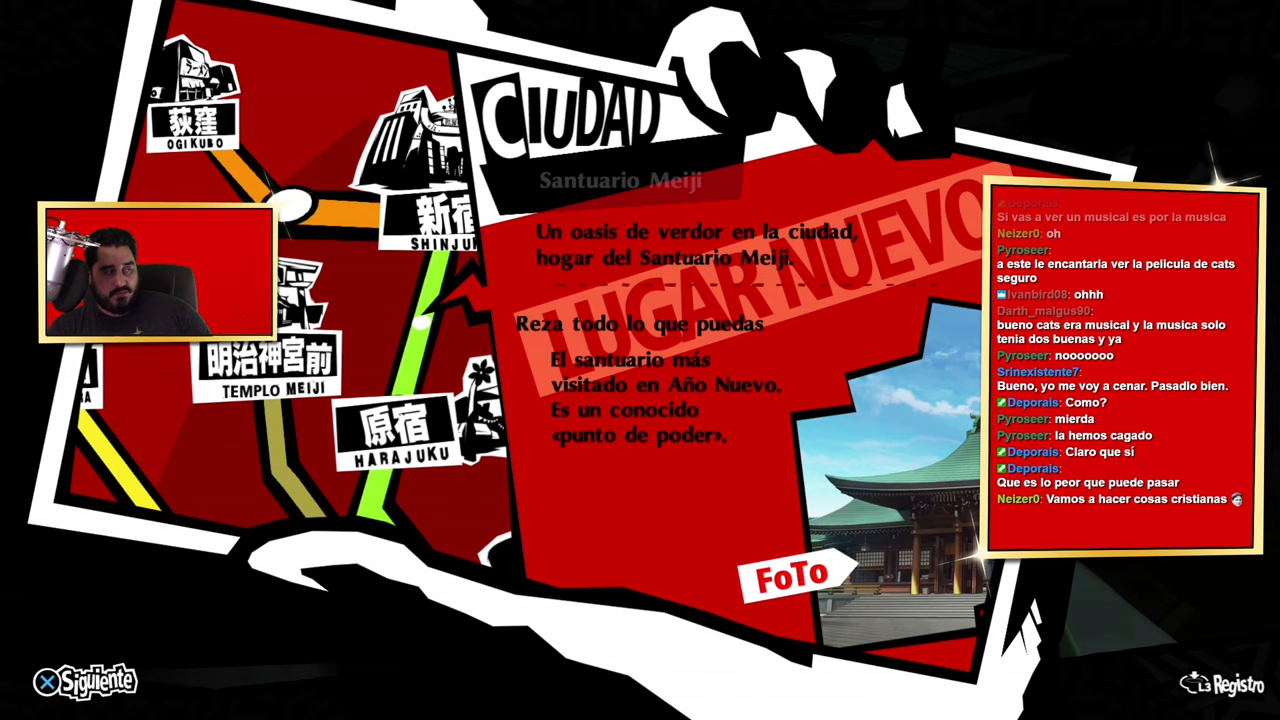 荻窪
OGIKUBO
新宿
SHINJU
明治神宮前
TEMPLO MEIJI
原宿
HARAJUKU
CIUDAD
Santuario Meiji
LUGAR NUEVO
Un oasis de verdor en la ciudad,
hogar del Santuario Meiji.
Reza todo lo que puedas
El santuario más
visitado en Año Nuevo.
Es un conocido
«punto de poder».
FoTo
Deporais:
Si vas a ver un musical es por la musica
Neizer0: oh
Pyroseer:
a este le encantaria ver la pelicula de cats
seguro
Ivanbird08: ohhh
Darth_malgus90:
bueno cats era musical y la musica solo
tenia dos buenas y ya
Pyroseer: nooooooo
Srinexistente7:
Bueno, yo me voy a cenar. Pasadlo bien.
Deporais: Como?
Pyroseer: mierda
Pyroseer: la hemos cagado
Deporais: Claro que si
Deporais:
Que es lo peor que puede pasar
Neizer0: Vamos a hacer cosas cristianas
Siguiente
L3 Registro